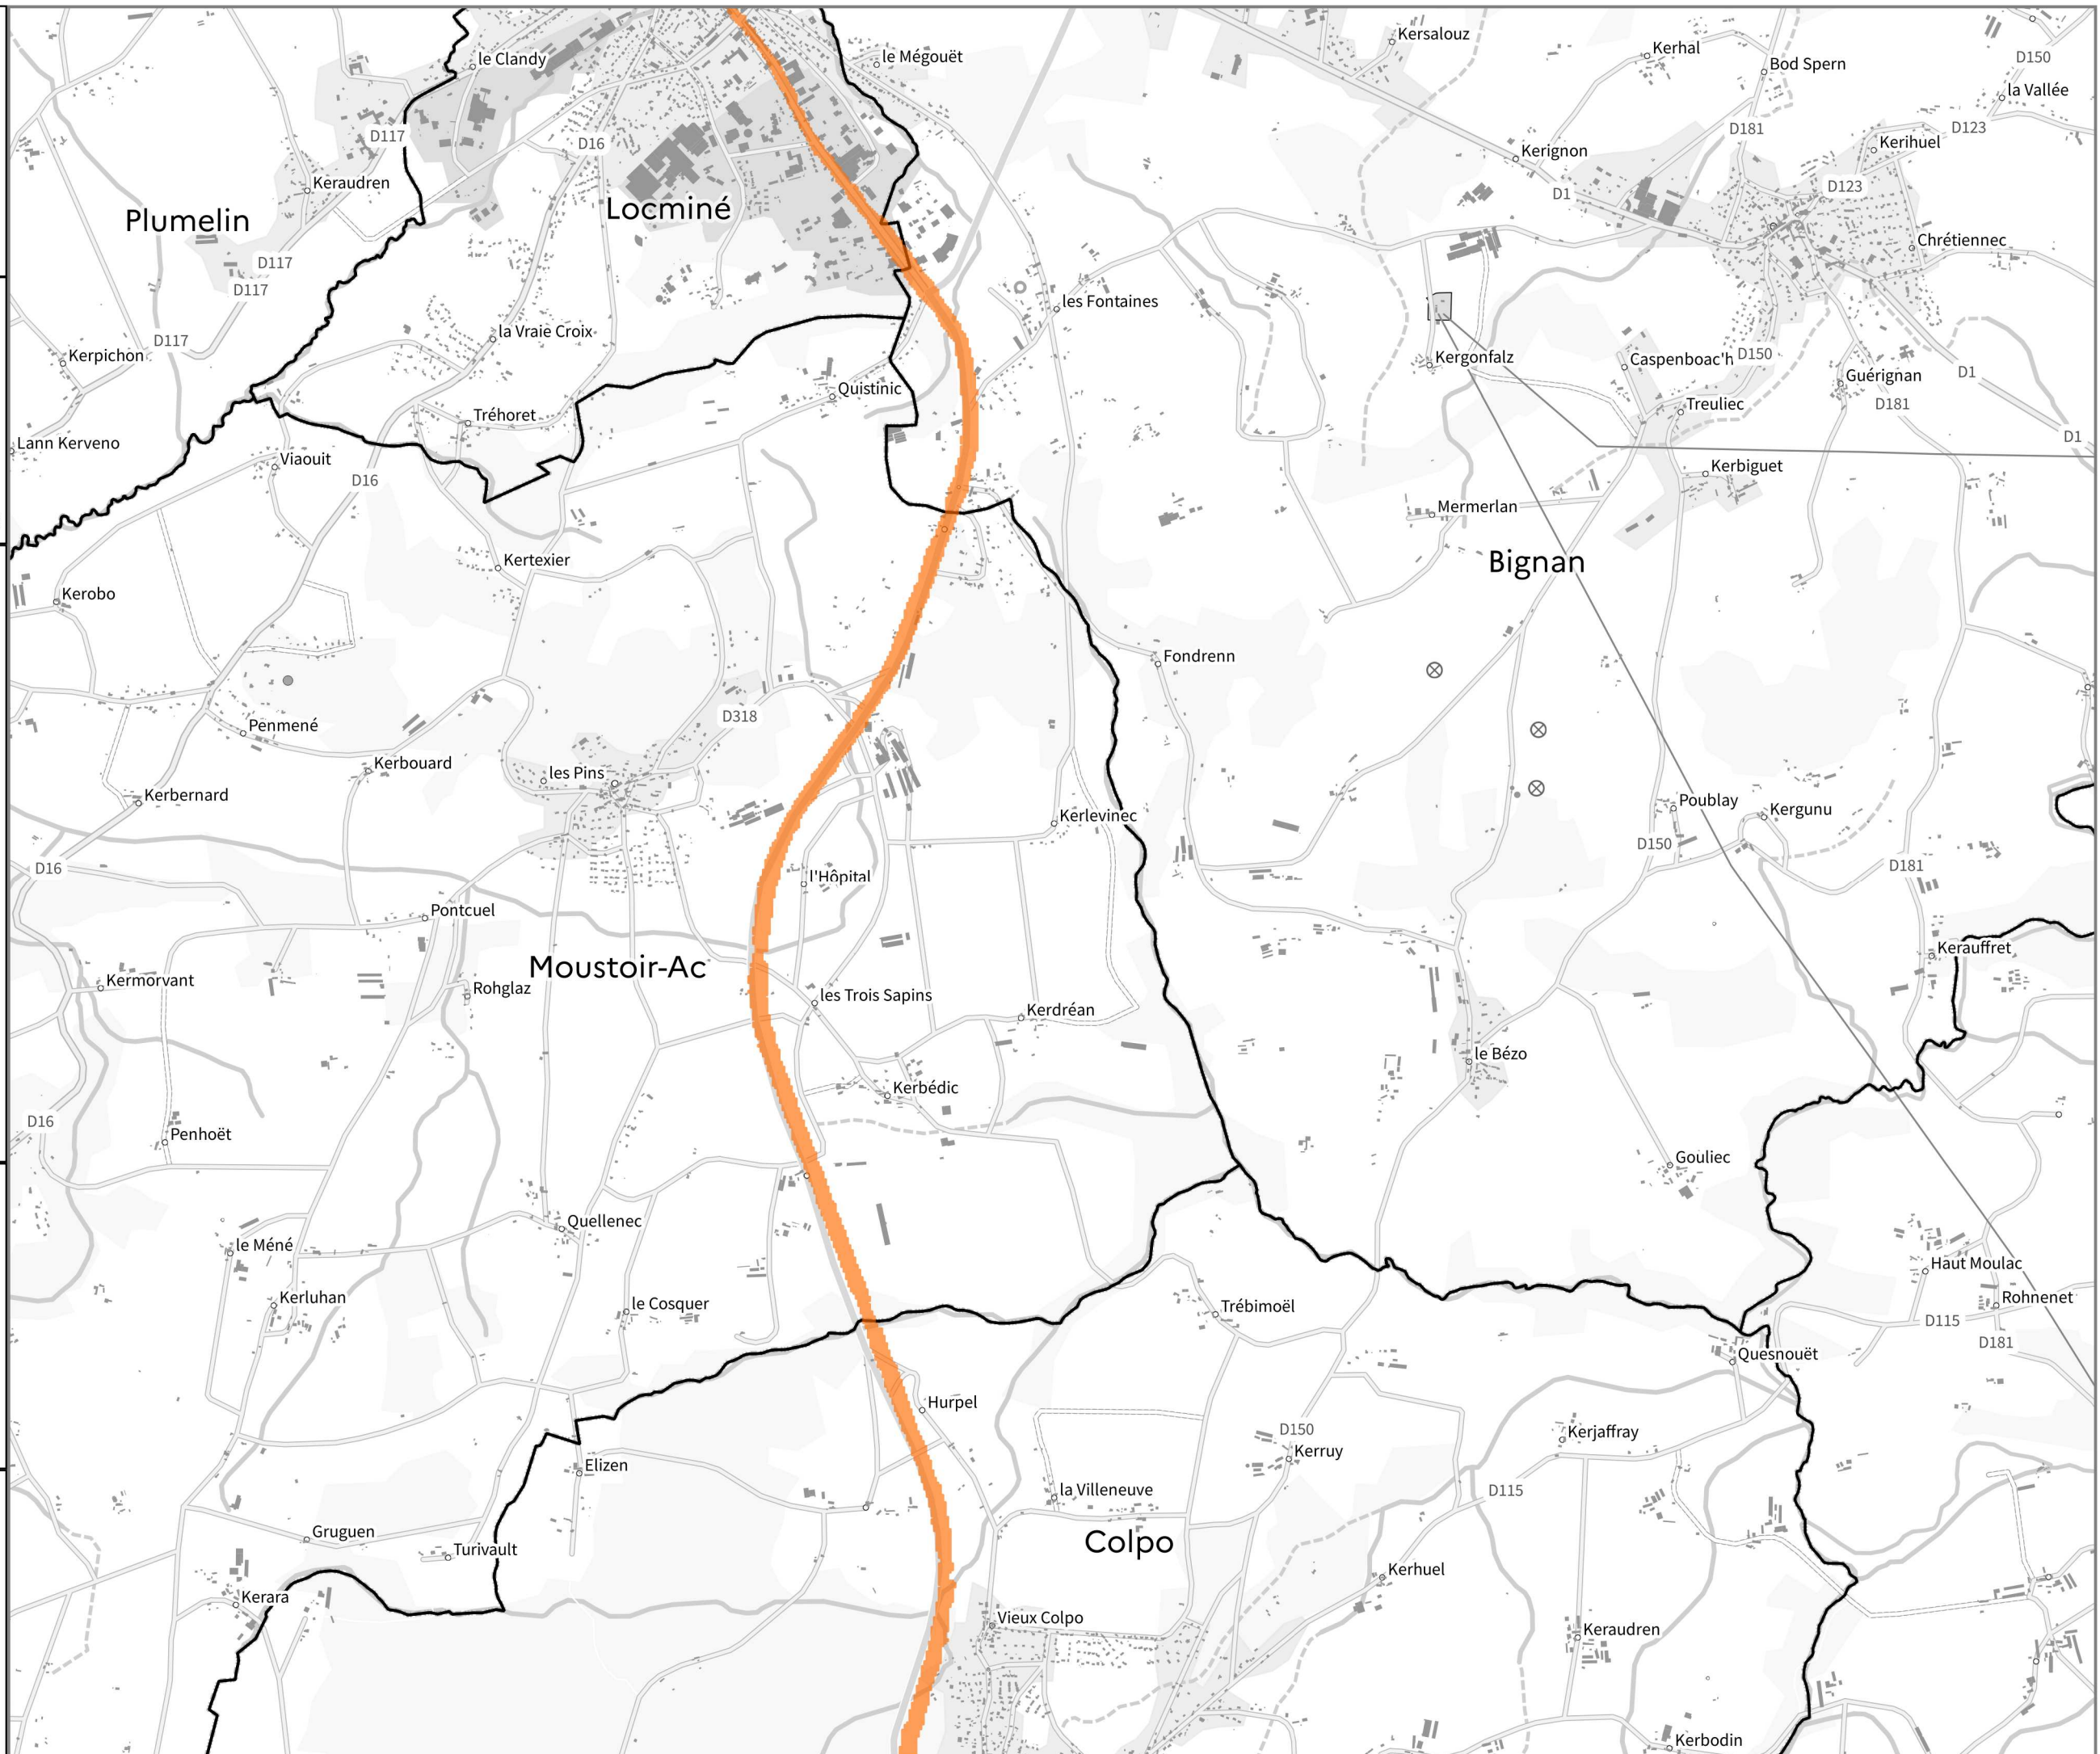 Kersalouz
Kerhal
le Mégouët
le Clandy
Bod Spern
D150
la Vallée
D117
D16
D181
D123
Kerihuel
Kerignon
Keraudren
D1
D123
Plumelin
Locminé
Chrétiennec
D117
D117
les Fontaines
la Vraie Croix
D117
Kerpichon
Kergonfalz
Caspenboac'h
D150
D1
Guérignan
Quistinic
Treuliec
D181
Tréhoret
D1
Lann Kerveno
Viaouit
Kerbiguet
D16
Mermerlan
Kertexier
Bignan
Kerobo
Fondrenn
D318
Penmené
Kerbouard
les Pins
Kerbernard
Poublay
Kergunu
Kerlevinec
D150
D16
D181
l'Hôpital
Pontcuel
Kerauffret
Moustoir-Ac
Kermorvant
Rohglaz
les Trois Sapins
Kerdréan
le Bézo
Kerbédic
D16
Penhoët
Gouliec
Quellenec
le Méné
Haut Moulac
Kerluhan
le Cosquer
Trébimoël
Rohnenet
D115
D181
Quesnouët
Hurpel
D150
Kerjaffray
Kerruy
Elizen
la Villeneuve
D115
Gruguen
Colpo
Turivault
Kerhuel
Kerara
Vieux Colpo
Keraudren
Kerbodin